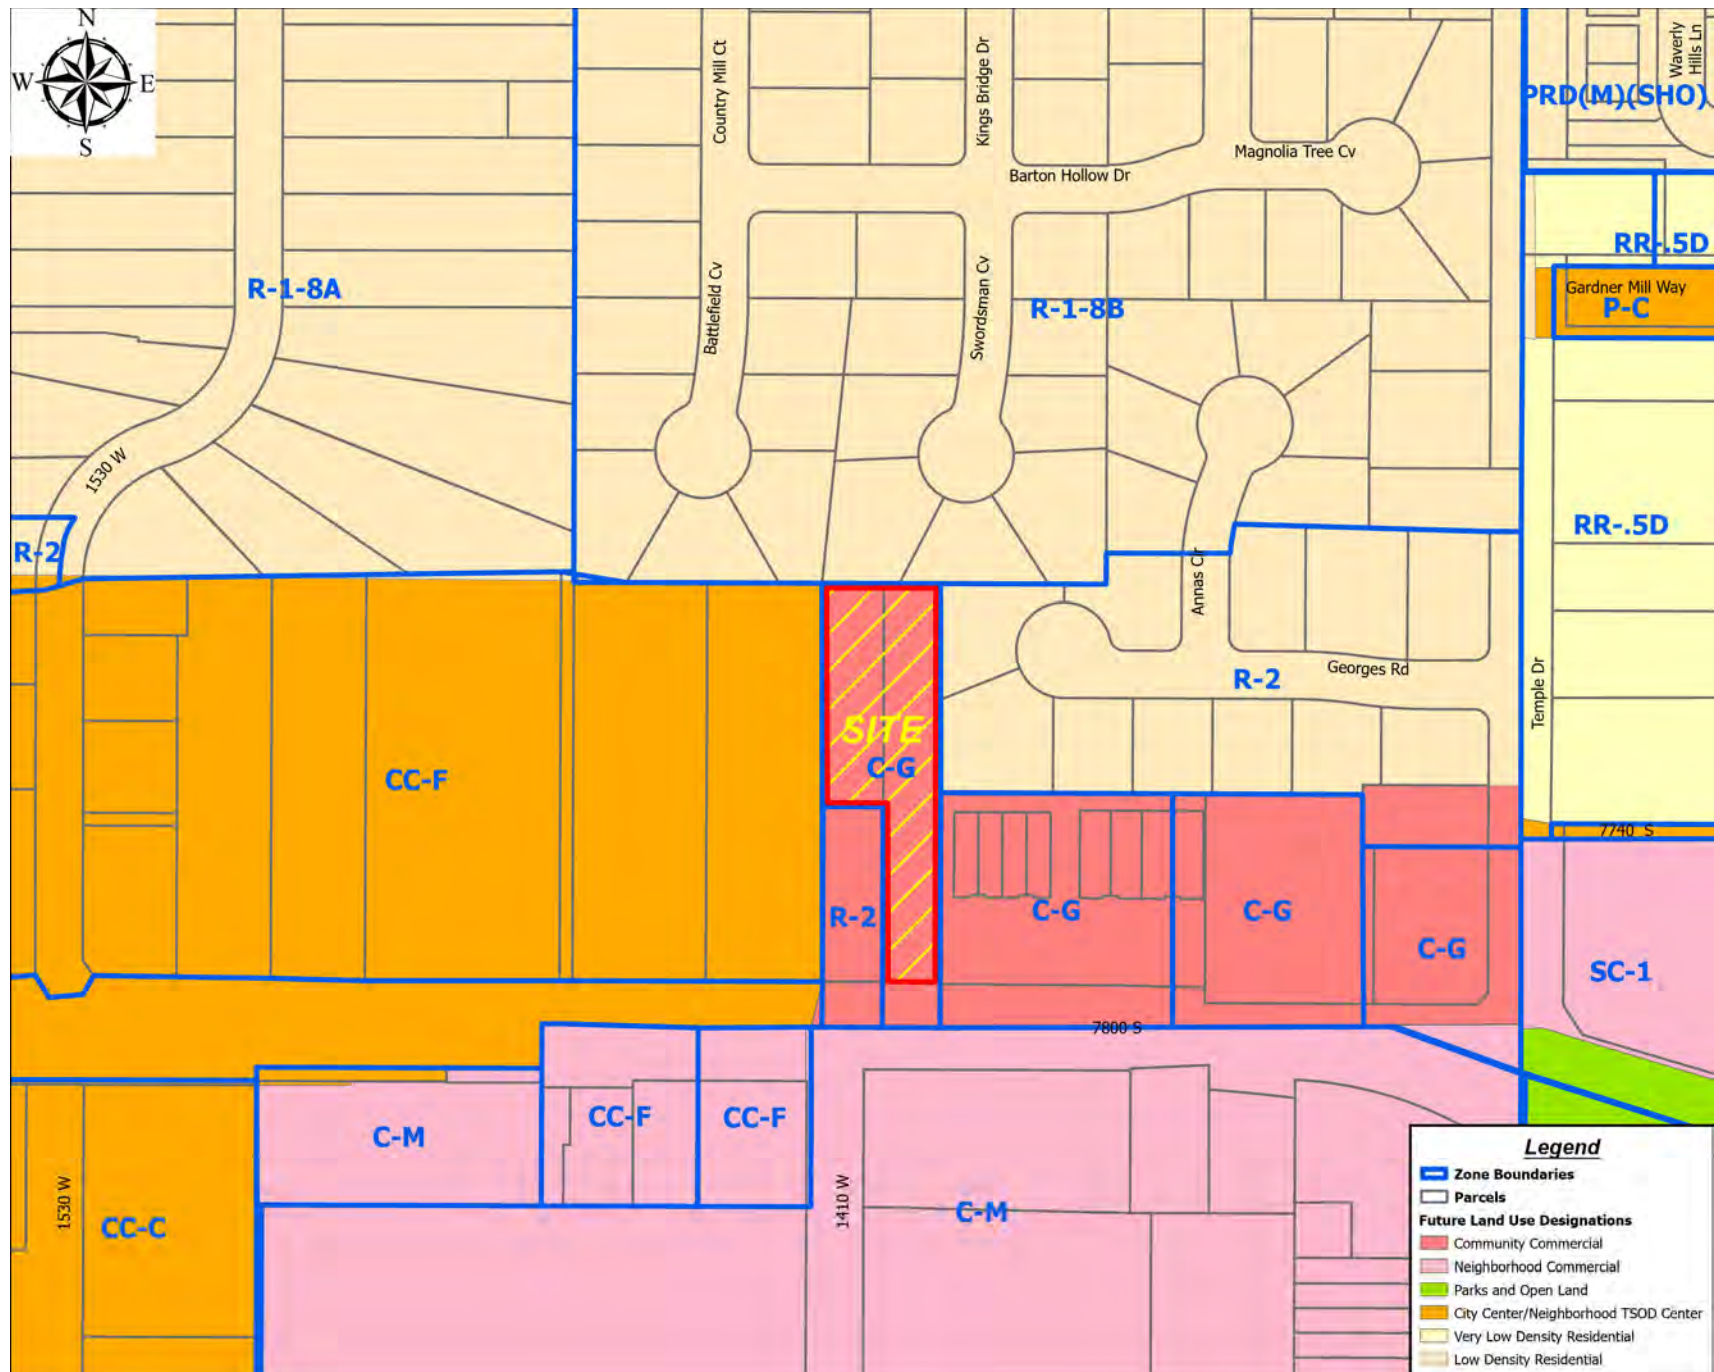 N
W
E
S
Country Mill Ct
Kings Bridge Dr
Waverly
Hills Ln
PRD(M)(SHO)
Magnolia Tree Cv
Barton Hollow Dr
RR-.5D
R-1-8A
Battlefield Cv
Swordsman Cv
R-1-8B
Gardner Mill Way
P-C
1530 W
RR-.5D
R-2
Annas Cir
Georges Rd
R-2
Temple Dr
SITE
C-G
CC-F
7740 S
R-2
C-G
C-G
C-G
SC-1
7800 S
C-M
CC-F
CC-F
1530 W
CC-C
1410 W
C-M
Legend
Zone Boundaries
Parcels
Future Land Use Designations
Community Commercial
Neighborhood Commercial
Parks and Open Land
City Center/Neighborhood TSOD Center
Very Low Density Residential
Low Density Residential